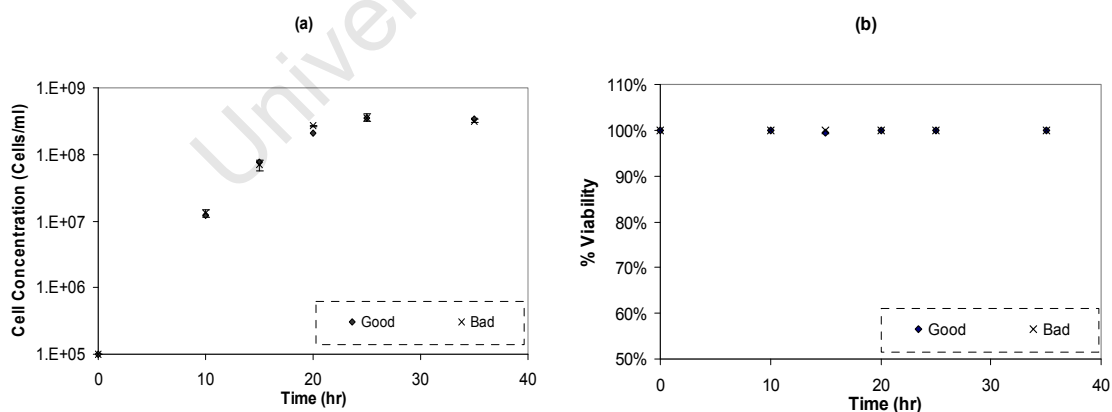 (a)
Cell Concentration (Cells/ml)
1.E+09
1.E+08
1.E+07
1.E+06
1.E+05
0 10 20 30 40
Time (hr)
Good Bad
(b)
% Viability
110%
100%
90%
80%
70%
60%
50%
0 10 20 30 40
Time (hr)
Good Bad
Univer